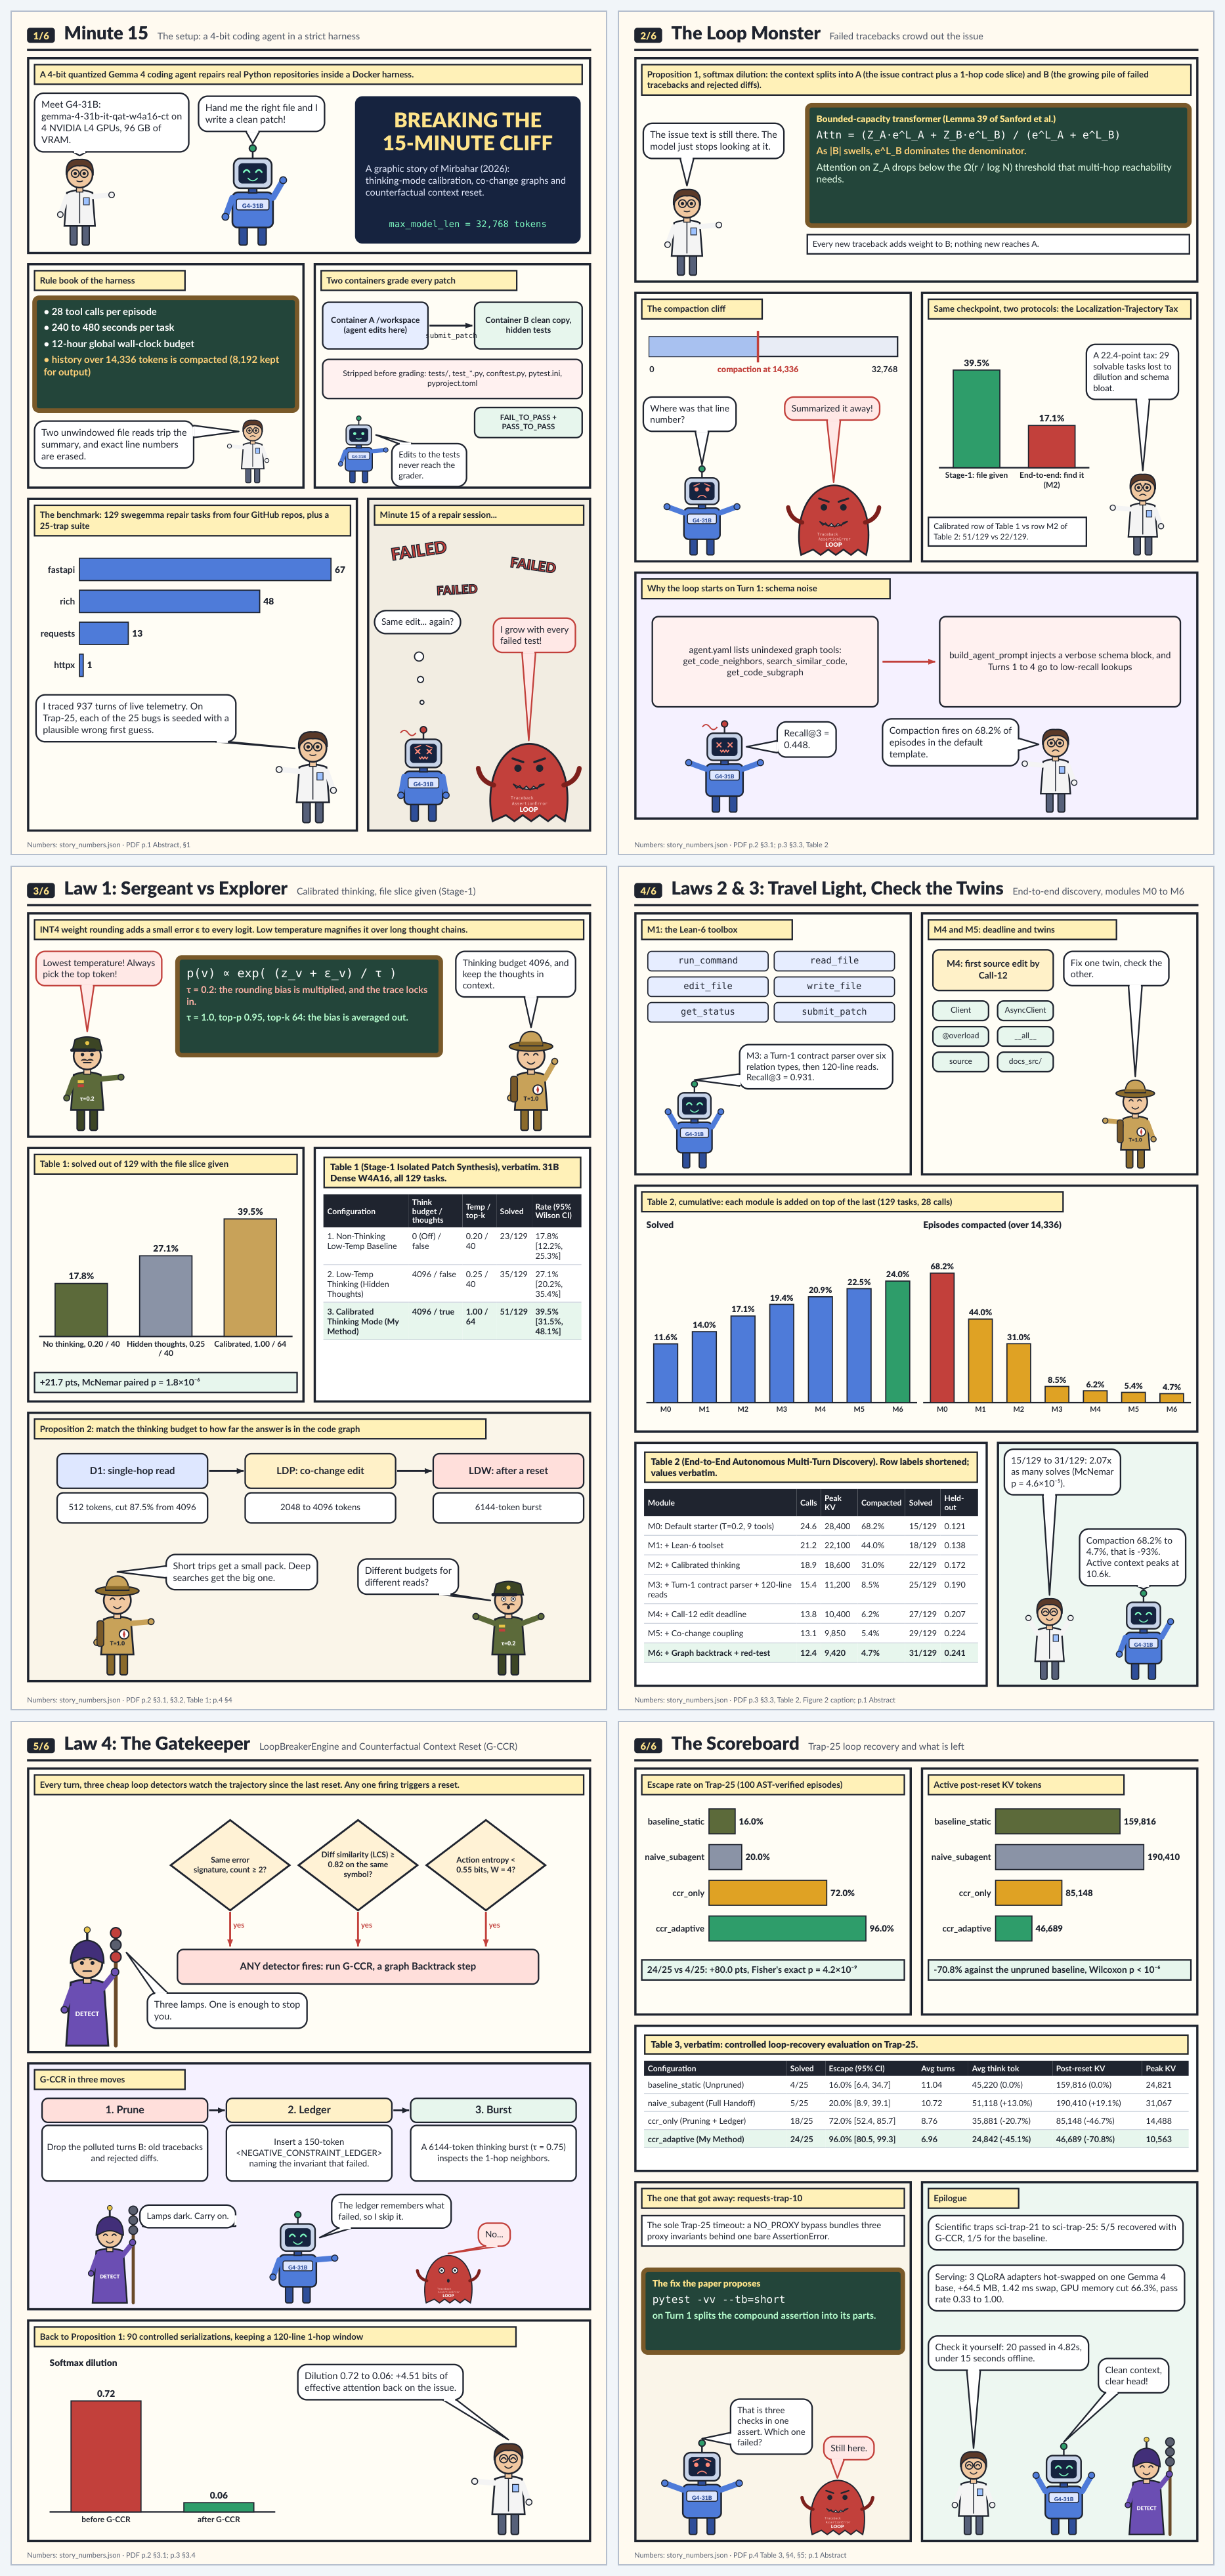 1/6 Minute 15 The setup: a 4-bit coding agent in a strict harness
A 4-bit quantized Gemma 4 coding agent repairs real Python repositories inside a Docker harness.
Meet G4-31B:
gemma-4-31b-it-qat-w4a16-ct on
4 NVIDIA L4 GPUs, 96 GB of
VRAM.
Hand me the right file and I
write a clean patch!
G4-31B
BREAKING THE
15-MINUTE CLIFF
A graphic story of Mirbahar (2026):
thinking-mode calibration, co-change graphs and
counterfactual context reset.
max_model_len = 32,768 tokens
Rule book of the harness
• 28 tool calls per episode
• 240 to 480 seconds per task
• 12-hour global wall-clock budget
• history over 14,336 tokens is compacted (8,192 kept
for output)
Two unwindowed file reads trip the
summary, and exact line numbers
are erased.
Two containers grade every patch
Container A /workspace
(agent edits here)
submit_patch
Container B clean copy,
hidden tests
Stripped before grading: tests/, test_*.py, conftest.py, pytest.ini,
pyproject.toml
FAIL_TO_PASS +
PASS_TO_PASS
G4-31B
Edits to the tests
never reach the
grader.
The benchmark: 129 swegemma repair tasks from four GitHub repos, plus a
25-trap suite
fastapi 67
rich 48
requests 13
httpx 1
I traced 937 turns of live telemetry. On
Trap-25, each of the 25 bugs is seeded with a
plausible wrong first guess.
Minute 15 of a repair session...
FAILED
FAILED
FAILED
Same edit... again?
I grow with every
failed test!
G4-31B
Traceback
AssertionError
LOOP
Numbers: story_numbers.json - PDF p.1 Abstract, §1
2/6 The Loop Monster Failed tracebacks crowd out the issue
Proposition 1, softmax dilution: the context splits into A (the issue contract plus a 1-hop code slice) and B (the growing pile of failed
tracebacks and rejected diffs).
The issue text is still there. The
model just stops looking at it.
Bounded-capacity transformer (Lemma 39 of Sanford et al.)
Attn = (Z_A·e^L_A + Z_B·e^L_B) / (e^L_A + e^L_B)
As |B| swells, e^L_B dominates the denominator.
Attention on Z_A drops below the Ω(r / log N) threshold that multi-hop reachability
needs.
Every new traceback adds weight to B; nothing new reaches A.
The compaction cliff
0 compaction at 14,336 32,768
Where was that line
number?
Summarized it away!
G4-31B
Traceback
AssertionError
LOOP
Same checkpoint, two protocols: the Localization-Trajectory Tax
39.5%
17.1%
Stage-1: file given
End-to-end: find it
(M2)
A 22.4-point tax: 29
solvable tasks lost to
dilution and schema
bloat.
Calibrated row of Table 1 vs row M2 of
Table 2: 51/129 vs 22/129.
Why the loop starts on Turn 1: schema noise
agent.yaml lists unindexed graph tools:
get_code_neighbors, search_similar_code,
get_code_subgraph
build_agent_prompt injects a verbose schema block, and
Turns 1 to 4 go to low-recall lookups
G4-31B
Recall@3 =
0.448.
Compaction fires on 68.2% of
episodes in the default
template.
Numbers: story_numbers.json - PDF p.2 §3.1; p.3 §3.3, Table 2
3/6 Law 1: Sergeant vs Explorer Calibrated thinking, file slice given (Stage-1)
INT4 weight rounding adds a small error ε to every logit. Low temperature magnifies it over long thought chains.
Lowest temperature! Always
pick the top token!
p(v) ∝ exp( (z_v + ε_v) / τ )
τ = 0.2: the rounding bias is multiplied, and the trace locks
in.
τ = 1.0, top-p 0.95, top-k 64: the bias is averaged out.
Thinking budget 4096, and
keep the thoughts in
context.
τ=0.2
T=1.0
Table 1: solved out of 129 with the file slice given
17.8%
27.1%
39.5%
No thinking, 0.20 / 40
Hidden thoughts, 0.25
/ 40
Calibrated, 1.00 / 64
+21.7 pts, McNemar paired p = 1.8×10⁻⁶
Table 1 (Stage-1 Isolated Patch Synthesis), verbatim. 31B
Dense W4A16, all 129 tasks.
Configuration Think budget / thoughts Temp / top-k Solved Rate (95% Wilson CI)
1. Non-Thinking Low-Temp Baseline 0 (Off) / false 0.20 / 40 23/129 17.8% [12.2%, 25.3%]
2. Low-Temp Thinking (Hidden Thoughts) 4096 / false 0.25 / 40 35/129 27.1% [20.2%, 35.4%]
3. Calibrated Thinking Mode (My Method) 4096 / true 1.00 / 64 51/129 39.5% [31.5%, 48.1%]
Proposition 2: match the thinking budget to how far the answer is in the code graph
D1: single-hop read
LDP: co-change edit
LDW: after a reset
512 tokens, cut 87.5% from 4096
2048 to 4096 tokens
6144-token burst
Short trips get a small pack. Deep
searches get the big one.
Different budgets for
different reads?
T=1.0
τ=0.2
Numbers: story_numbers.json - PDF p.2 §3.1, §3.2, Table 1; p.4 §4
4/6 Laws 2 & 3: Travel Light, Check the Twins End-to-end discovery, modules M0 to M6
M1: the Lean-6 toolbox
run_command read_file
edit_file write_file
get_status submit_patch
M3: a Turn-1 contract parser over six
relation types, then 120-line reads.
Recall@3 = 0.931.
G4-31B
M4 and M5: deadline and twins
M4: first source edit by
Call-12
Fix one twin, check the
other.
Client AsyncClient
@overload __all__
source docs_src/
T=1.0
Table 2, cumulative: each module is added on top of the last (129 tasks, 28 calls)
Solved
11.6% 14.0% 17.1% 19.4% 20.9% 22.5% 24.0%
M0 M1 M2 M3 M4 M5 M6
Episodes compacted (over 14,336)
68.2% 44.0% 31.0% 8.5% 6.2% 5.4% 4.7%
M0 M1 M2 M3 M4 M5 M6
Table 2 (End-to-End Autonomous Multi-Turn Discovery). Row labels shortened;
values verbatim.
Module Calls Peak KV Compacted Solved Held-out
M0: Default starter (T=0.2, 9 tools) 24.6 28,400 68.2% 15/129 0.121
M1: + Lean-6 toolset 21.2 22,100 44.0% 18/129 0.138
M2: + Calibrated thinking 18.9 18,600 31.0% 22/129 0.172
M3: + Turn-1 contract parser + 120-line reads 15.4 11,200 8.5% 25/129 0.190
M4: + Call-12 edit deadline 13.8 10,400 6.2% 27/129 0.207
M5: + Co-change coupling 13.1 9,850 5.4% 29/129 0.224
M6: + Graph backtrack + red-test 12.4 9,420 4.7% 31/129 0.241
15/129 to 31/129: 2.07x
as many solves (McNemar
p = 4.6×10⁻⁵).
Compaction 68.2% to
4.7%, that is -93%.
Active context peaks at
10.6k.
G4-31B
Numbers: story_numbers.json - PDF p.3 §3.3, Table 2, Figure 2 caption; p.1 Abstract
5/6 Law 4: The Gatekeeper LoopBreakerEngine and Counterfactual Context Reset (G-CCR)
Every turn, three cheap loop detectors watch the trajectory since the last reset. Any one firing triggers a reset.
Same error
signature, count ≥ 2?
Diff similarity (LCS) ≥
0.82 on the same
symbol?
Action entropy <
0.55 bits, W = 4?
yes yes yes
ANY detector fires: run G-CCR, a graph Backtrack step
DETECT
Three lamps. One is enough to stop
you.
G-CCR in three moves
1. Prune
2. Ledger
3. Burst
Drop the polluted turns B: old tracebacks
and rejected diffs.
Insert a 150-token
<NEGATIVE_CONSTRAINT_LEDGER>
naming the invariant that failed.
A 6144-token thinking burst (τ = 0.75)
inspects the 1-hop neighbors.
Lamps dark. Carry on.
The ledger remembers what
failed, so I skip it.
No...
DETECT
G4-31B
LOOP
Back to Proposition 1: 90 controlled serializations, keeping a 120-line 1-hop window
Softmax dilution
0.72
0.06
before G-CCR after G-CCR
Dilution 0.72 to 0.06: +4.51 bits of
effective attention back on the issue.
Numbers: story_numbers.json - PDF p.2 §3.1; p.3 §3.4
6/6 The Scoreboard Trap-25 loop recovery and what is left
Escape rate on Trap-25 (100 AST-verified episodes)
baseline_static 16.0%
naive_subagent 20.0%
ccr_only 72.0%
ccr_adaptive 96.0%
24/25 vs 4/25: +80.0 pts, Fisher's exact p = 4.2×10⁻⁹
Active post-reset KV tokens
baseline_static 159,816
naive_subagent 190,410
ccr_only 85,148
ccr_adaptive 46,689
-70.8% against the unpruned baseline, Wilcoxon p < 10⁻⁶
Table 3, verbatim: controlled loop-recovery evaluation on Trap-25.
Configuration Solved Escape (95% CI) Avg turns Avg think tok Post-reset KV Peak KV
baseline_static (Unpruned) 4/25 16.0% [6.4, 34.7] 11.04 45,220 (0.0%) 159,816 (0.0%) 24,821
naive_subagent (Full Handoff) 5/25 20.0% [8.9, 39.1] 10.72 51,118 (+13.0%) 190,410 (+19.1%) 31,067
ccr_only (Pruning + Ledger) 18/25 72.0% [52.4, 85.7] 8.76 35,881 (-20.7%) 85,148 (-46.7%) 14,488
ccr_adaptive (My Method) 24/25 96.0% [80.5, 99.3] 6.96 24,842 (-45.1%) 46,689 (-70.8%) 10,563
The one that got away: requests-trap-10
The sole Trap-25 timeout: a NO_PROXY bypass bundles three
proxy invariants behind one bare AssertionError.
The fix the paper proposes
pytest -vv --tb=short
on Turn 1 splits the compound assertion into its parts.
That is three
checks in one
assert. Which one
failed?
Still here.
G4-31B
LOOP
Epilogue
Scientific traps sci-trap-21 to sci-trap-25: 5/5 recovered with
G-CCR, 1/5 for the baseline.
Serving: 3 QLoRA adapters hot-swapped on one Gemma 4
base, +64.5 MB, 1.42 ms swap, GPU memory cut 66.3%, pass
rate 0.33 to 1.00.
Check it yourself: 20 passed in 4.82s,
under 15 seconds offline.
Clean context,
clear head!
G4-31B
DETECT
Numbers: story_numbers.json - PDF p.4 Table 3, §4, §5; p.1 Abstract